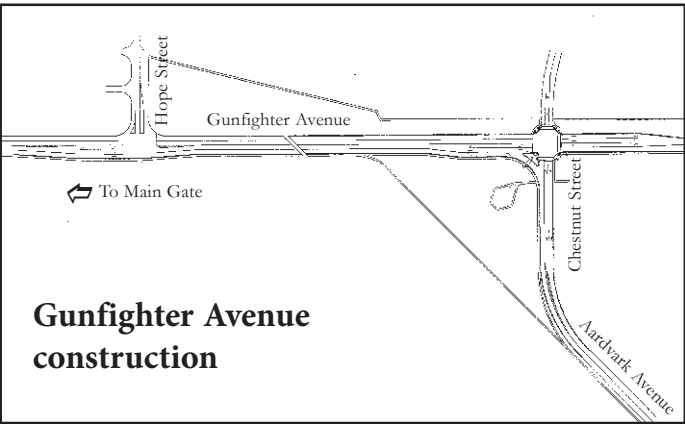 Hope Street
Gunfighter Avenue
To Main Gate
Chestnut Street
Gunfighter Avenue
construction
Aardvark Avenue